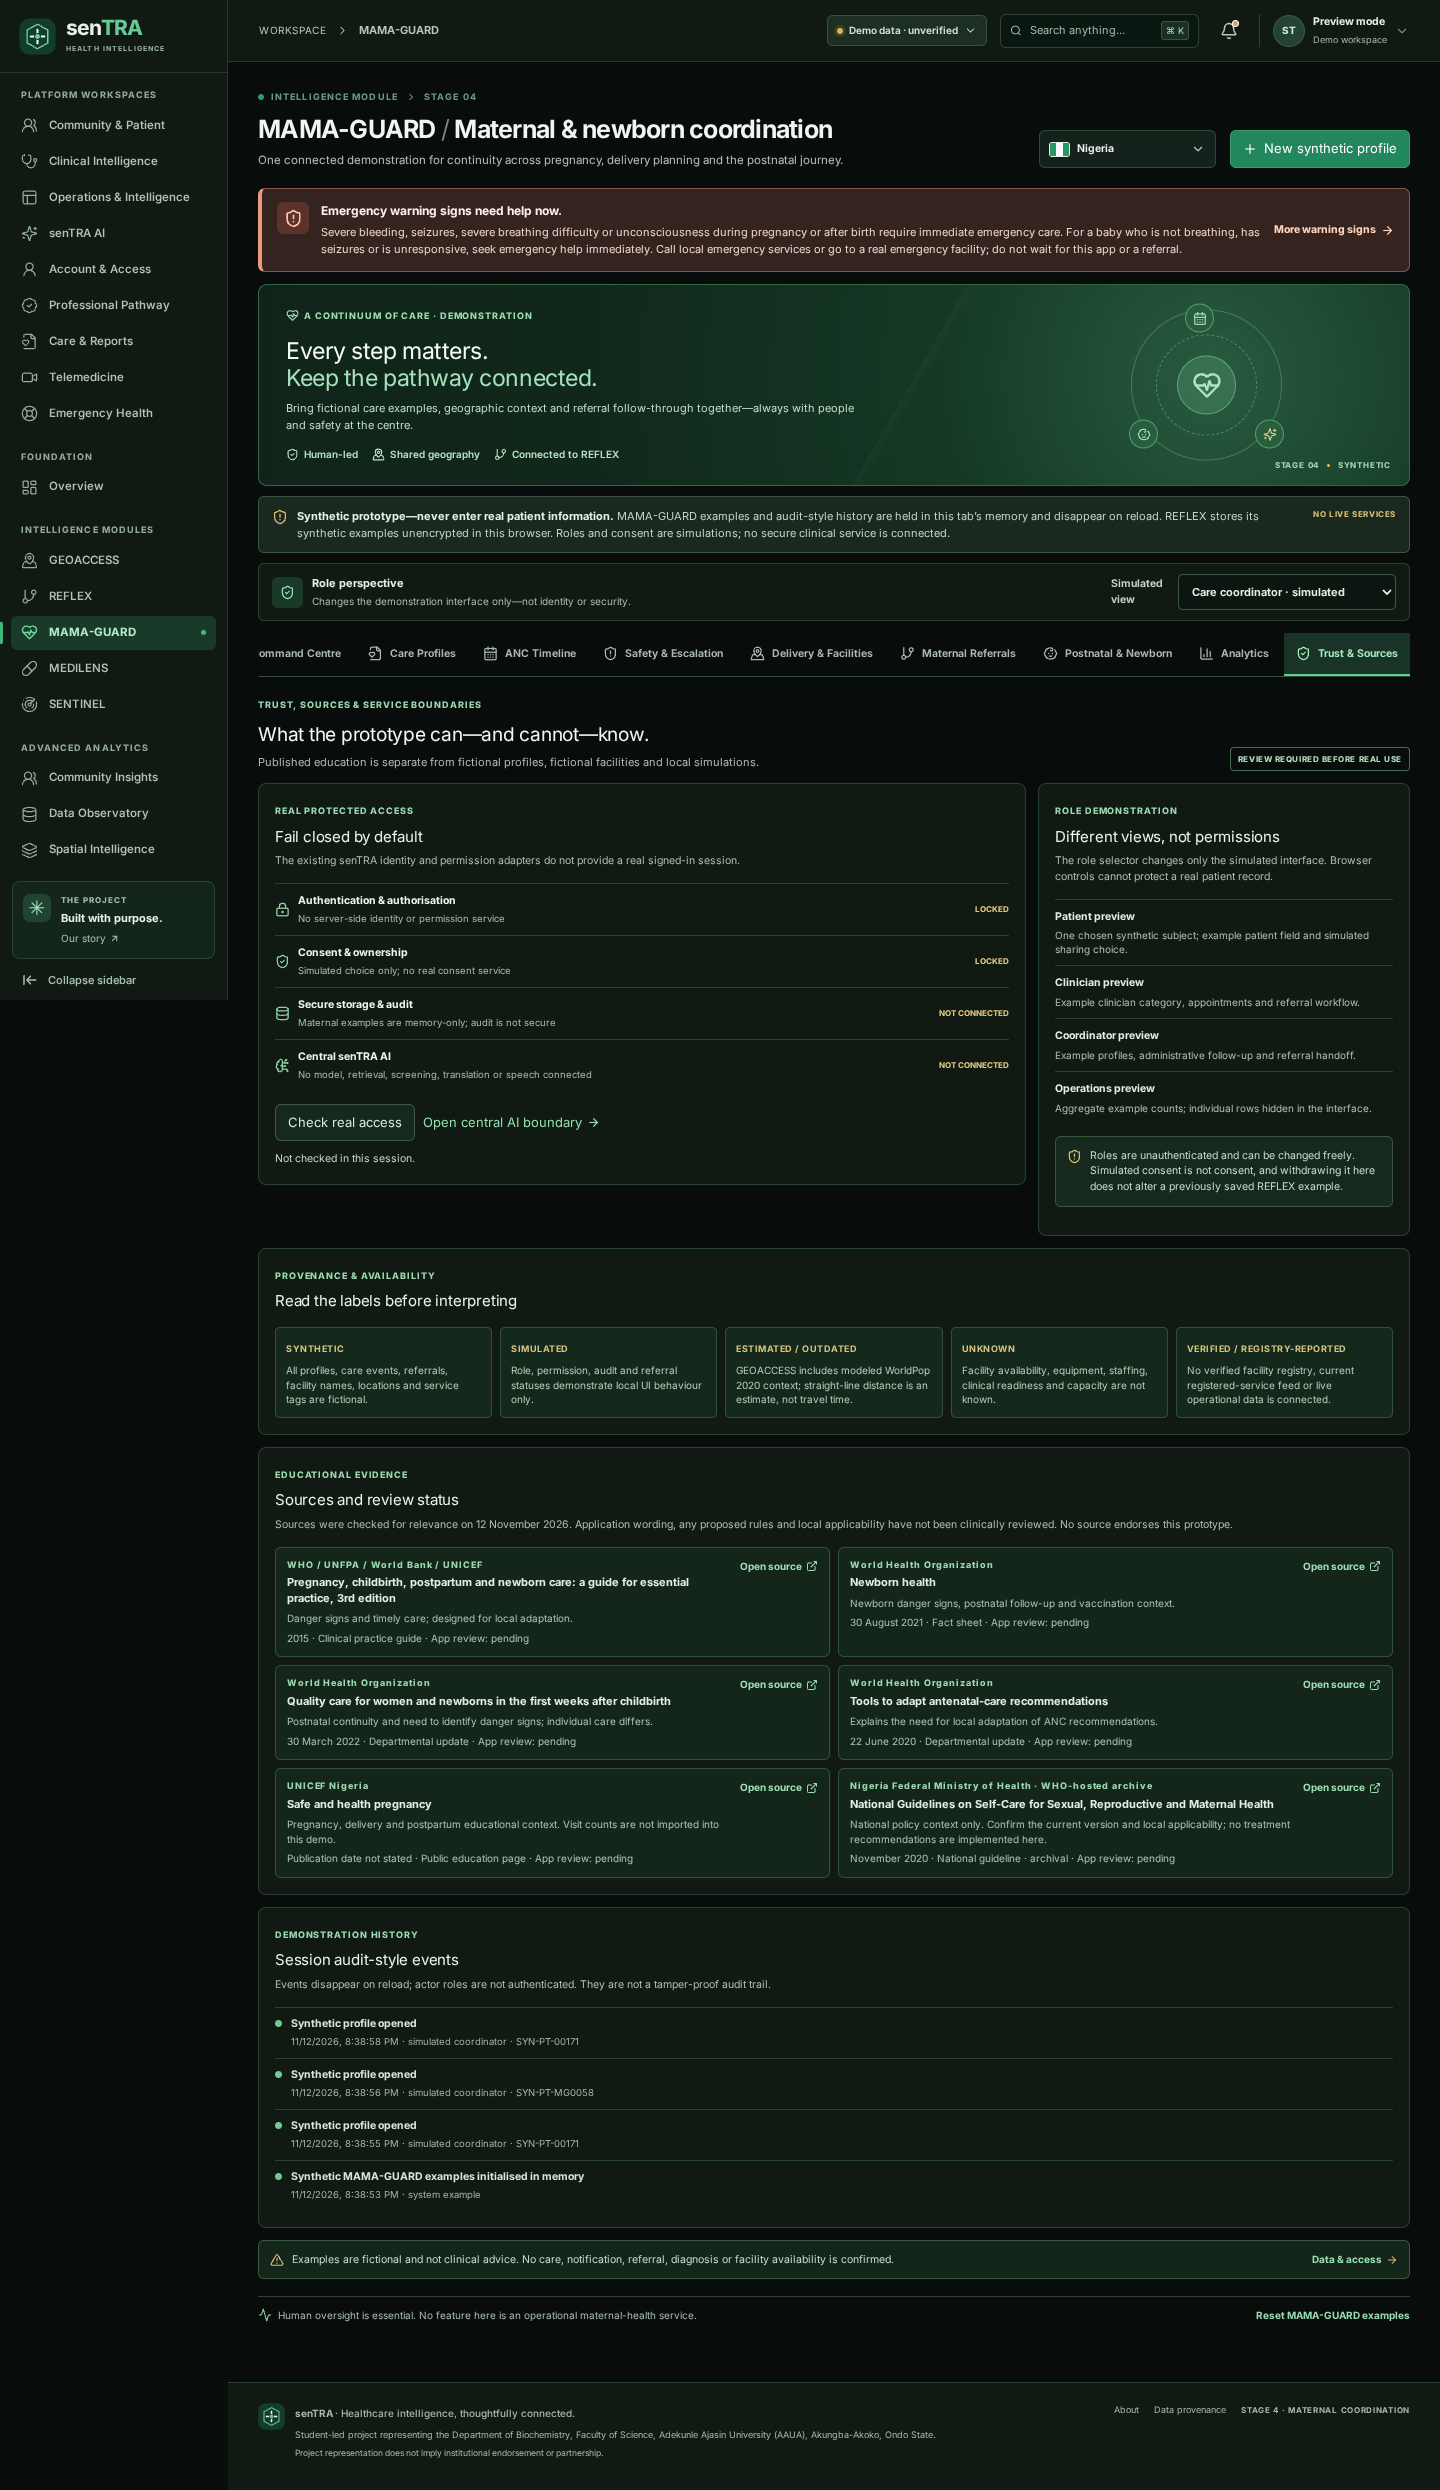 senTRA
HEALTH INTELLIGENCE
WORKSPACE > MAMA-GUARD
Demo data · unverified
Search anything...
⌘ K
ST
Preview mode
Demo workspace
PLATFORM WORKSPACES
Community & Patient
Clinical Intelligence
Operations & Intelligence
senTRA AI
Account & Access
Professional Pathway
Care & Reports
Telemedicine
Emergency Health
FOUNDATION
Overview
INTELLIGENCE MODULES
GEOACCESS
REFLEX
MAMA-GUARD
MEDILENS
SENTINEL
ADVANCED ANALYTICS
Community Insights
Data Observatory
Spatial Intelligence
THE PROJECT
Built with purpose.
Our story ↗
Collapse sidebar
INTELLIGENCE MODULE > STAGE 04
MAMA-GUARD / Maternal & newborn coordination
One connected demonstration for continuity across pregnancy, delivery planning and the postnatal journey.
Nigeria
+ New synthetic profile
Emergency warning signs need help now.
Severe bleeding, seizures, severe breathing difficulty or unconsciousness during pregnancy or after birth require immediate emergency care. For a baby who is not breathing, has
seizures or is unresponsive, seek emergency help immediately. Call local emergency services or go to a real emergency facility; do not wait for this app or a referral.
More warning signs →
A CONTINUUM OF CARE · DEMONSTRATION
Every step matters.
Keep the pathway connected.
Bring fictional care examples, geographic context and referral follow-through together—always with people
and safety at the centre.
Human-led
Shared geography
Connected to REFLEX
STAGE 04 • SYNTHETIC
Synthetic prototype—never enter real patient information. MAMA-GUARD examples and audit-style history are held in this tab's memory and disappear on reload. REFLEX stores its
synthetic examples unencrypted in this browser. Roles and consent are simulations; no secure clinical service is connected.
NO LIVE SERVICES
Role perspective
Changes the demonstration interface only—not identity or security.
Simulated
view
Care coordinator · simulated
ommand Centre
Care Profiles
ANC Timeline
Safety & Escalation
Delivery & Facilities
Maternal Referrals
Postnatal & Newborn
Analytics
Trust & Sources
TRUST, SOURCES & SERVICE BOUNDARIES
What the prototype can—and cannot—know.
Published education is separate from fictional profiles, fictional facilities and local simulations.
REVIEW REQUIRED BEFORE REAL USE
REAL PROTECTED ACCESS
Fail closed by default
The existing senTRA identity and permission adapters do not provide a real signed-in session.
Authentication & authorisation
No server-side identity or permission service
LOCKED
Consent & ownership
Simulated choice only; no real consent service
LOCKED
Secure storage & audit
Maternal examples are memory-only; audit is not secure
NOT CONNECTED
Central senTRA AI
No model, retrieval, screening, translation or speech connected
NOT CONNECTED
Check real access
Open central AI boundary →
Not checked in this session.
ROLE DEMONSTRATION
Different views, not permissions
The role selector changes only the simulated interface. Browser
controls cannot protect a real patient record.
Patient preview
One chosen synthetic subject; example patient field and simulated
sharing choice.
Clinician preview
Example clinician category, appointments and referral workflow.
Coordinator preview
Example profiles, administrative follow-up and referral handoff.
Operations preview
Aggregate example counts; individual rows hidden in the interface.
Roles are unauthenticated and can be changed freely.
Simulated consent is not consent, and withdrawing it here
does not alter a previously saved REFLEX example.
PROVENANCE & AVAILABILITY
Read the labels before interpreting
SYNTHETIC
All profiles, care events, referrals,
facility names, locations and service
tags are fictional.
SIMULATED
Role, permission, audit and referral
statuses demonstrate local UI behaviour
only.
ESTIMATED / OUTDATED
GEOACCESS includes modeled WorldPop
2020 context; straight-line distance is an
estimate, not travel time.
UNKNOWN
Facility availability, equipment, staffing,
clinical readiness and capacity are not
known.
VERIFIED / REGISTRY-REPORTED
No verified facility registry, current
registered-service feed or live
operational data is connected.
EDUCATIONAL EVIDENCE
Sources and review status
Sources were checked for relevance on 12 November 2026. Application wording, any proposed rules and local applicability have not been clinically reviewed. No source endorses this prototype.
WHO / UNFPA / World Bank / UNICEF
Open source
Pregnancy, childbirth, postpartum and newborn care: a guide for essential
practice, 3rd edition
Danger signs and timely care; designed for local adaptation.
2015 · Clinical practice guide · App review: pending
World Health Organization
Open source
Newborn health
Newborn danger signs, postnatal follow-up and vaccination context.
30 August 2021 · Fact sheet · App review: pending
World Health Organization
Open source
Quality care for women and newborns in the first weeks after childbirth
Postnatal continuity and need to identify danger signs; individual care differs.
30 March 2022 · Departmental update · App review: pending
World Health Organization
Open source
Tools to adapt antenatal-care recommendations
Explains the need for local adaptation of ANC recommendations.
22 June 2020 · Departmental update · App review: pending
UNICEF Nigeria
Open source
Safe and health pregnancy
Pregnancy, delivery and postpartum educational context. Visit counts are not imported into
this demo.
Publication date not stated · Public education page · App review: pending
Nigeria Federal Ministry of Health · WHO-hosted archive
Open source
National Guidelines on Self-Care for Sexual, Reproductive and Maternal Health
National policy context only. Confirm the current version and local applicability; no treatment
recommendations are implemented here.
November 2020 · National guideline · archival · App review: pending
DEMONSTRATION HISTORY
Session audit-style events
Events disappear on reload; actor roles are not authenticated. They are not a tamper-proof audit trail.
Synthetic profile opened
11/12/2026, 8:38:58 PM · simulated coordinator · SYN-PT-00171
Synthetic profile opened
11/12/2026, 8:38:56 PM · simulated coordinator · SYN-PT-MG0058
Synthetic profile opened
11/12/2026, 8:38:55 PM · simulated coordinator · SYN-PT-00171
Synthetic MAMA-GUARD examples initialised in memory
11/12/2026, 8:38:53 PM · system example
Examples are fictional and not clinical advice. No care, notification, referral, diagnosis or facility availability is confirmed.
Data & access →
Human oversight is essential. No feature here is an operational maternal-health service.
Reset MAMA-GUARD examples
senTRA · Healthcare intelligence, thoughtfully connected.
Student-led project representing the Department of Biochemistry, Faculty of Science, Adekunle Ajasin University (AAUA), Akungba-Akoko, Ondo State.
Project representation does not imply institutional endorsement or partnership.
About
Data provenance
STAGE 4 · MATERNAL COORDINATION